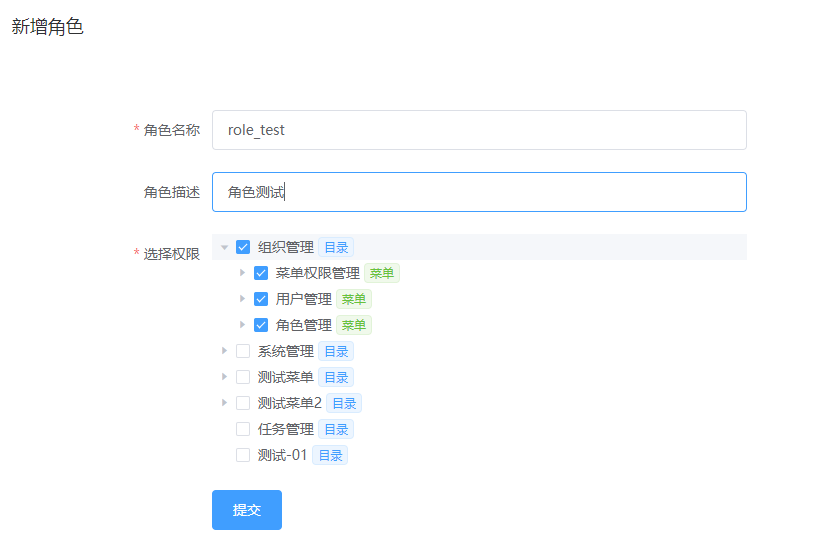 新增角色
* 角色名称 role_test
角色描述 角色测试
* 选择权限 组织管理 目录
菜单权限管理 菜单
用户管理 菜单
角色管理 菜单
系统管理 目录
测试菜单 目录
测试菜单2 目录
任务管理 目录
测试-01 目录
提交